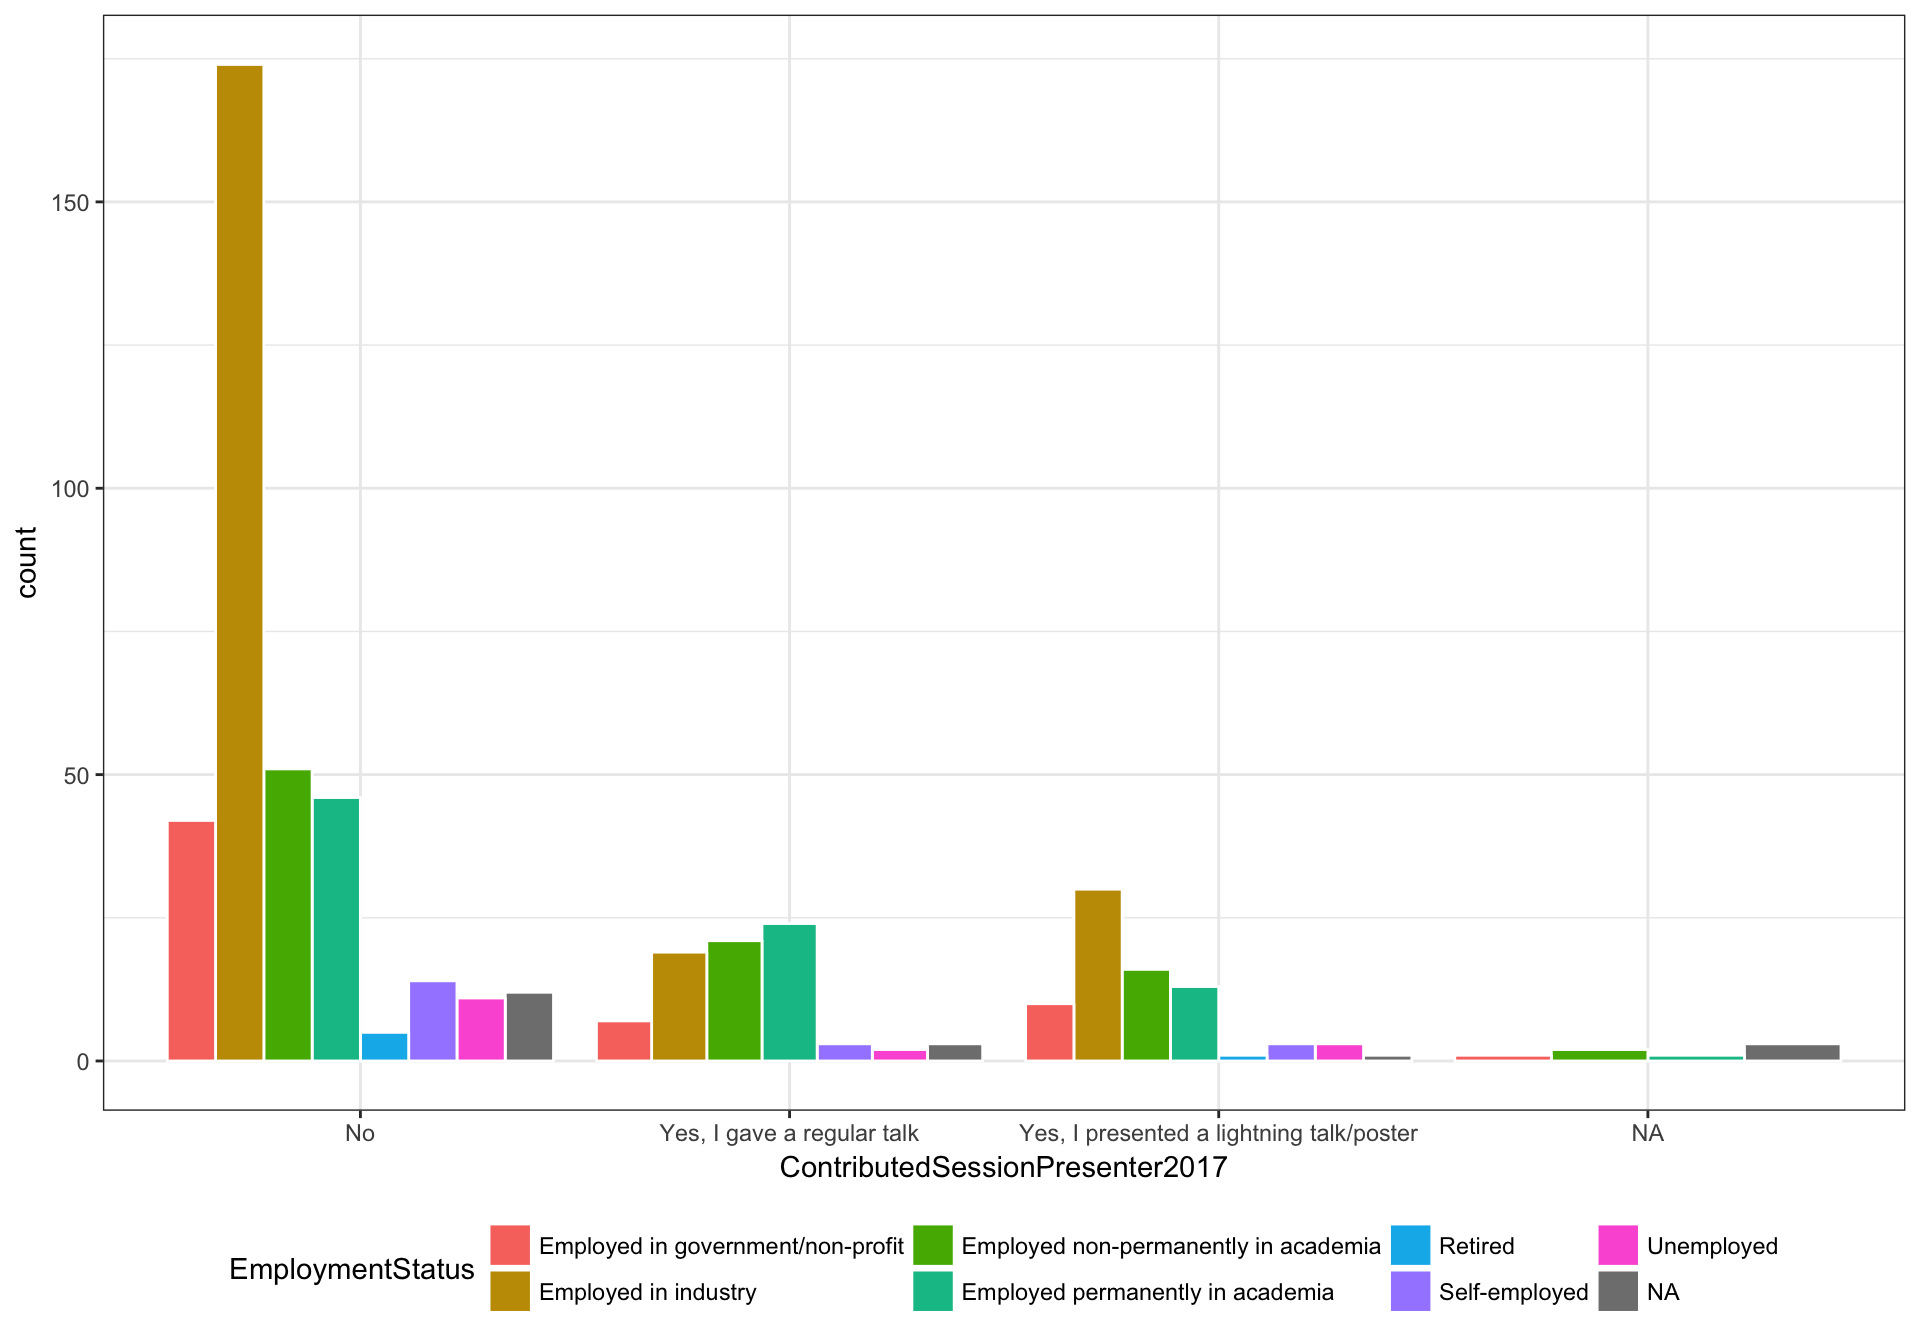 count
150
100
50
0
No
Yes, I gave a regular talk
Yes, I presented a lightning talk/poster
NA
ContributedSessionPresenter2017
EmploymentStatus
Employed in government/non-profit
Employed non-permanently in academia
Retired
Unemployed
Employed in industry
Employed permanently in academia
Self-employed
NA